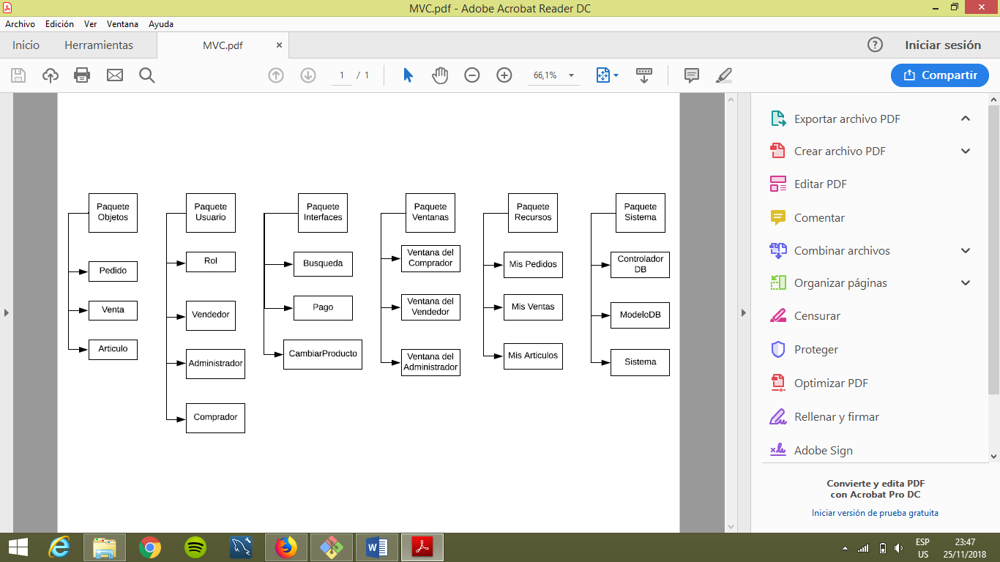 MVC.pdf - Adobe Acrobat Reader DC
Archivo Edición Ver Ventana Ayuda
Inicio Herramientas MVC.pdf × ? Iniciar sesión
1 / 1 66,1% Compartir
Paquete
Objetos
Pedido
Venta
Articulo
Paquete
Usuario
Rol
Vendedor
Administrador
Comprador
Paquete
Interfaces
Busqueda
Pago
CambiarProducto
Paquete
Ventanas
Ventana del
Comprador
Ventana del
Vendedor
Ventana del
Administrador
Paquete
Recursos
Mis Pedidos
Mis Ventas
Mis Articulos
Paquete
Sistema
Controlador
DB
ModeloDB
Sistema
Exportar archivo PDF
Crear archivo PDF
Editar PDF
Comentar
Combinar archivos
Organizar páginas
Censurar
Proteger
Optimizar PDF
Rellenar y firmar
Adobe Sign
Convierte y edita PDF
con Acrobat Pro DC
Iniciar versión de prueba gratuita
ESP
US
23:47
25/11/2018